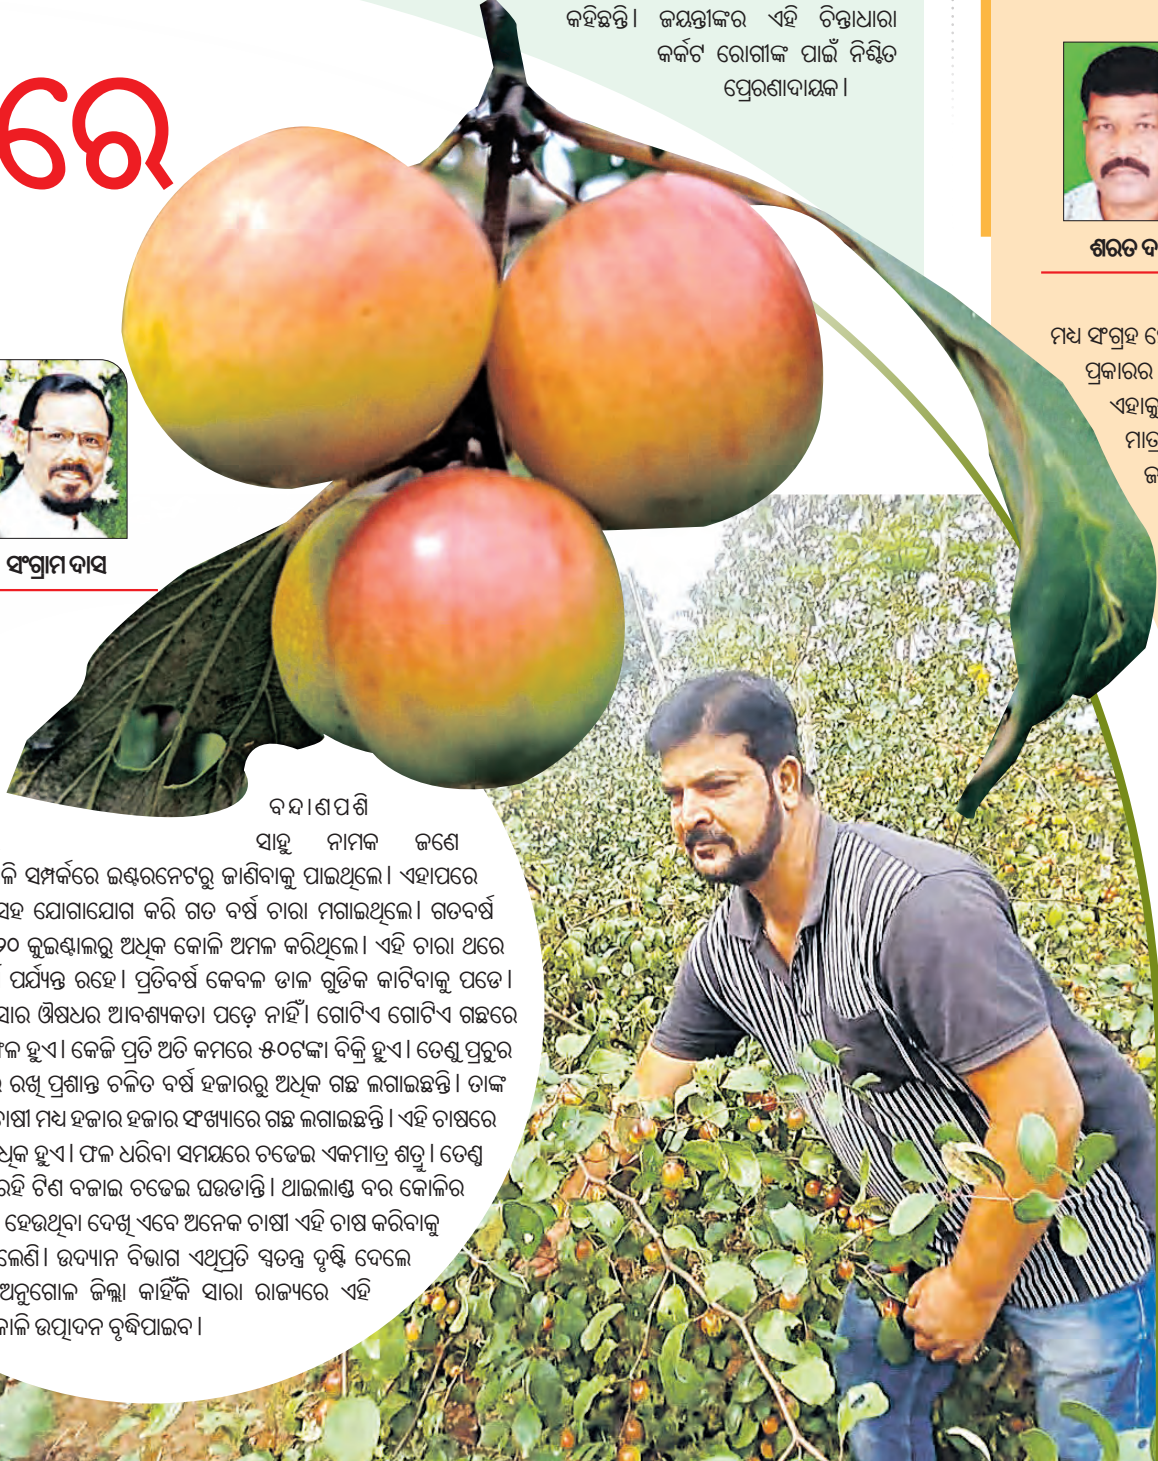 କହିଛନ୍ତି। ଜୟନ୍ତୀଙ୍କର ଏହି ଚିନ୍ତାଧାରା
କର୍କଟ ରୋଗୀଙ୍କ ପାଇଁ ନିଶ୍ଚିତ
ପ୍ରେରଣାଦାୟକ।
ରେ
ସଂଗ୍ରାମ ଦାସ
ବନ୍ଧାଣପଶି
ସାହୁ ନାମକ ଜଣେ
ଳି ସମ୍ପର୍କରେ ଇଣ୍ଟରନେଟରୁ ଜାଣିବାକୁ ପାଇଥିଲେ। ଏହାପରେ
ସହ ଯୋଗାଯୋଗ କରି ଗତ ବର୍ଷ ଚାରା ମଗାଇଥିଲେ। ଗତବର୍ଷ
୨୦ କୁଇଣ୍ଟାଲରୁ ଅଧିକ କୋଳି ଅମଳ କରିଥିଲେ। ଏହି ଚାରା ଥରେ
ପର୍ଯ୍ୟନ୍ତ ରହେ। ପ୍ରତିବର୍ଷ କେବଳ ଡାଳ ଗୁଡିକ କାଟିବାକୁ ପଡେ।
ସାର ଔଷଧର ଆବଶ୍ୟକତା ପଡ଼େ ନାହିଁ। ଗୋଟିଏ ଗୋଟିଏ ଗଛରେ
ଫଳ ହୁଏ। କେଜି ପ୍ରତି ଅତି କମରେ ୫୦ଟଙ୍କା ବିକ୍ରି ହୁଏ। ତେଣୁ ପ୍ରଚୁର
ରଖି ପ୍ରଶାନ୍ତ ଚଳିତ ବର୍ଷ ହଜାରରୁ ଅଧିକ ଗଛ ଲଗାଇଛନ୍ତି। ତାଙ୍କ
ଚାଷୀ ମଧ୍ୟ ହଜାର ହଜାର ସଂଖ୍ୟାରେ ଗଛ ଲଗାଇଛନ୍ତି। ଏହି ଚାଷରେ
ଧିକ ହୁଏ। ଫଳ ଧରିବା ସମୟରେ ଚଢେଇ ଏକମାତ୍ର ଶତ୍ରୁ। ତେଣୁ
ରହି ଟିଣ ବଜାଇ ଚଢେଇ ଘଉଡାନ୍ତି। ଥାଇଲାଣ୍ଡ ବର କୋଳିର
ହେଉଥିବା ଦେଖି ଏବେ ଅନେକ ଚାଷୀ ଏହି ଚାଷ କରିବାକୁ
ଲେଣି। ଉଦ୍ୟାନ ବିଭାଗ ଏଥିପ୍ରତି ସ୍ୱତନ୍ତ୍ର ଦୃଷ୍ଟି ଦେଲେ
ଅନୁଗୋଳ ଜିଲ୍ଲା କାହିଁକି ସାରା ରାଜ୍ୟରେ ଏହି
କୋଳି ଉତ୍ପାଦନ ବୃଦ୍ଧିପାଇବ।
ଶରତ ଦ
ମଧ୍ୟ ସଂଗ୍ରହ
ପ୍ରକାରର
ଏହାକୁ
ମାତ୍ର
ଜ